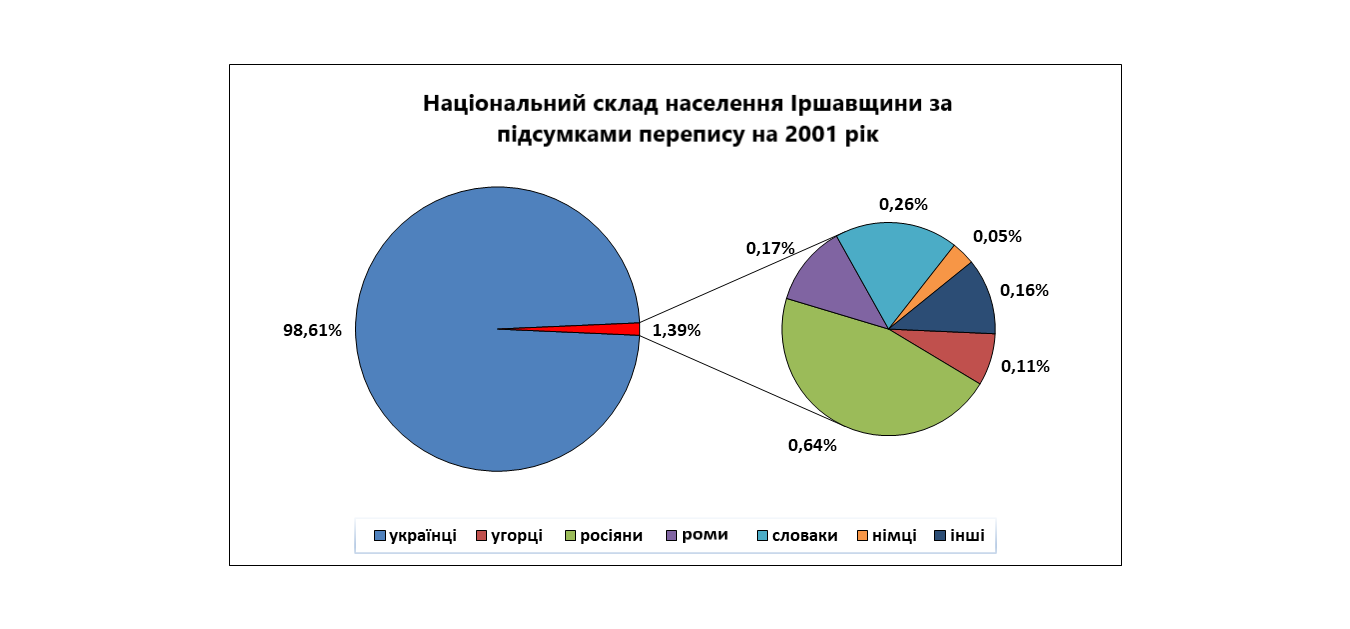 Національний склад населення Іршавщини за
підсумками перепису на 2001 рік
0,26%
0,05%
0,17%
0,16%
98,61%
1,39%
0,11%
0,64%
українці угорці росіяни роми словаки німці інші